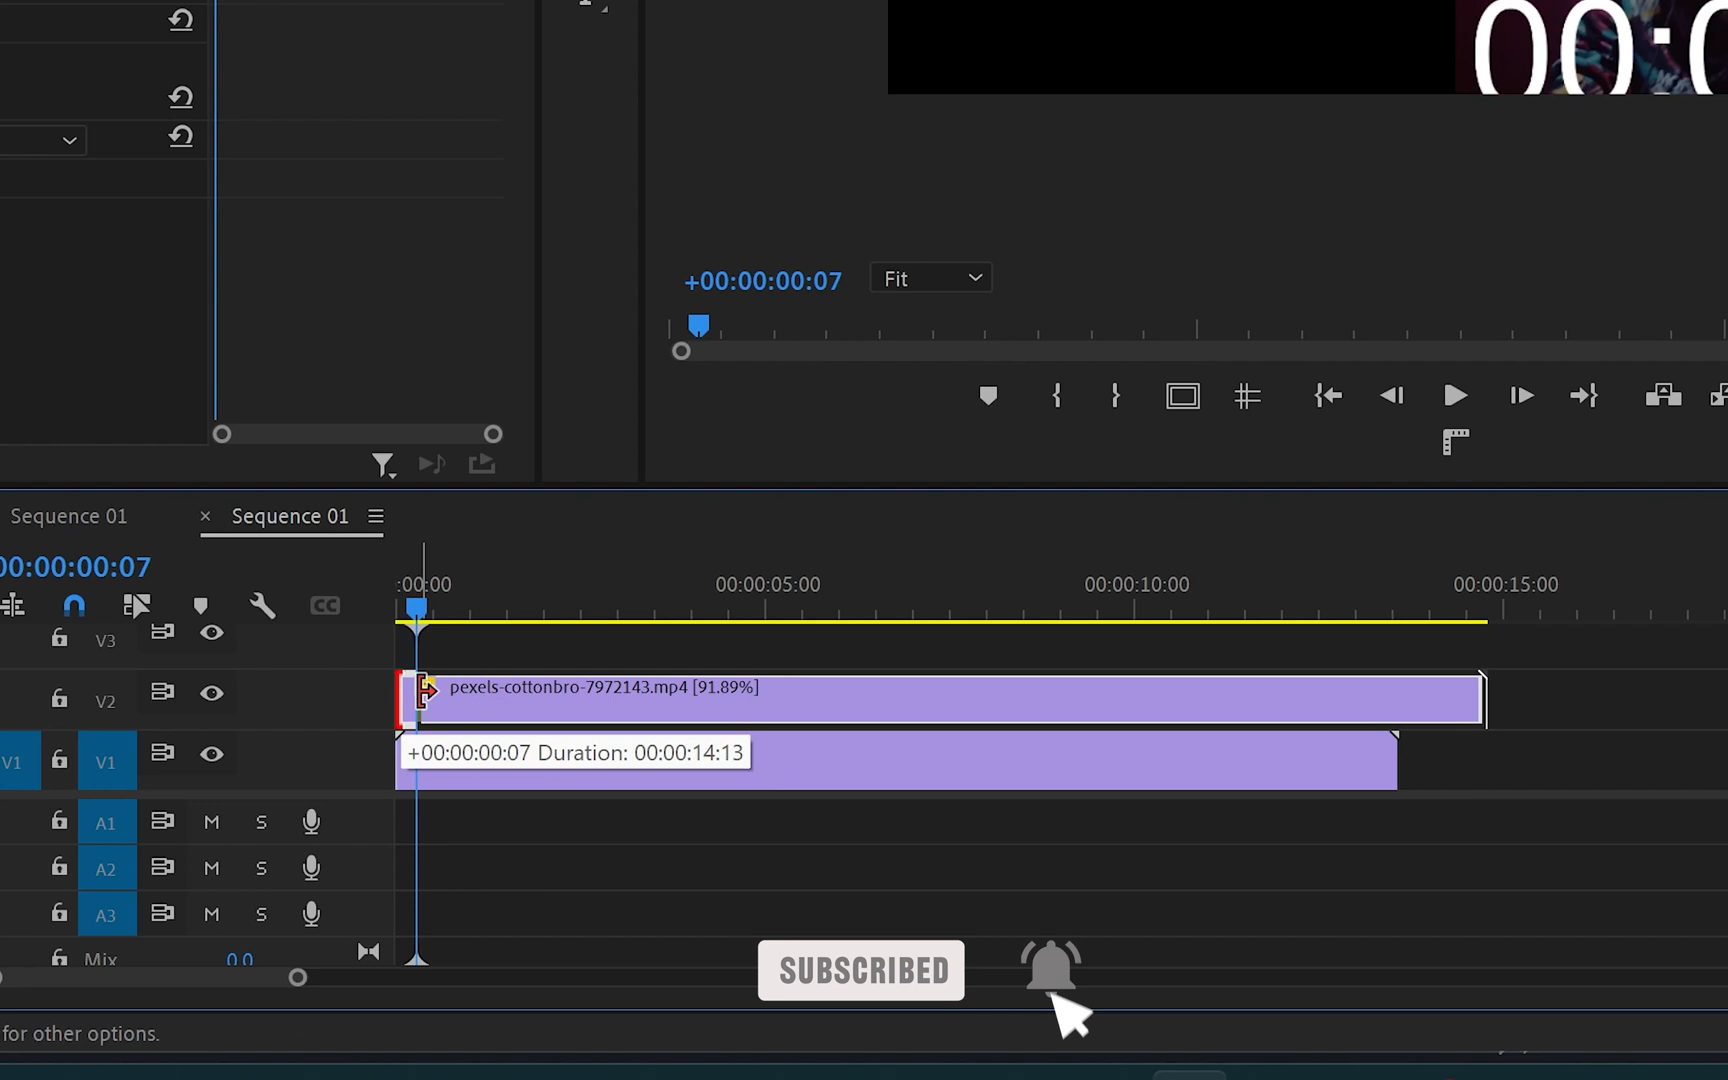 00:0
+00:00:00:07
Fit
Sequence 01
× Sequence 01
00:00:00:07
:00:00
00:00:05:00
00:00:10:00
00:00:15:00
CC
V3
V2
pexels-cottonbro-7972143.mp4 [91.89%]
V1
V1
+00:00:00:07 Duration: 00:00:14:13
A1
M
S
A2
M
S
A3
M
S
Mix
0.0
SUBSCRIBED
for other options.